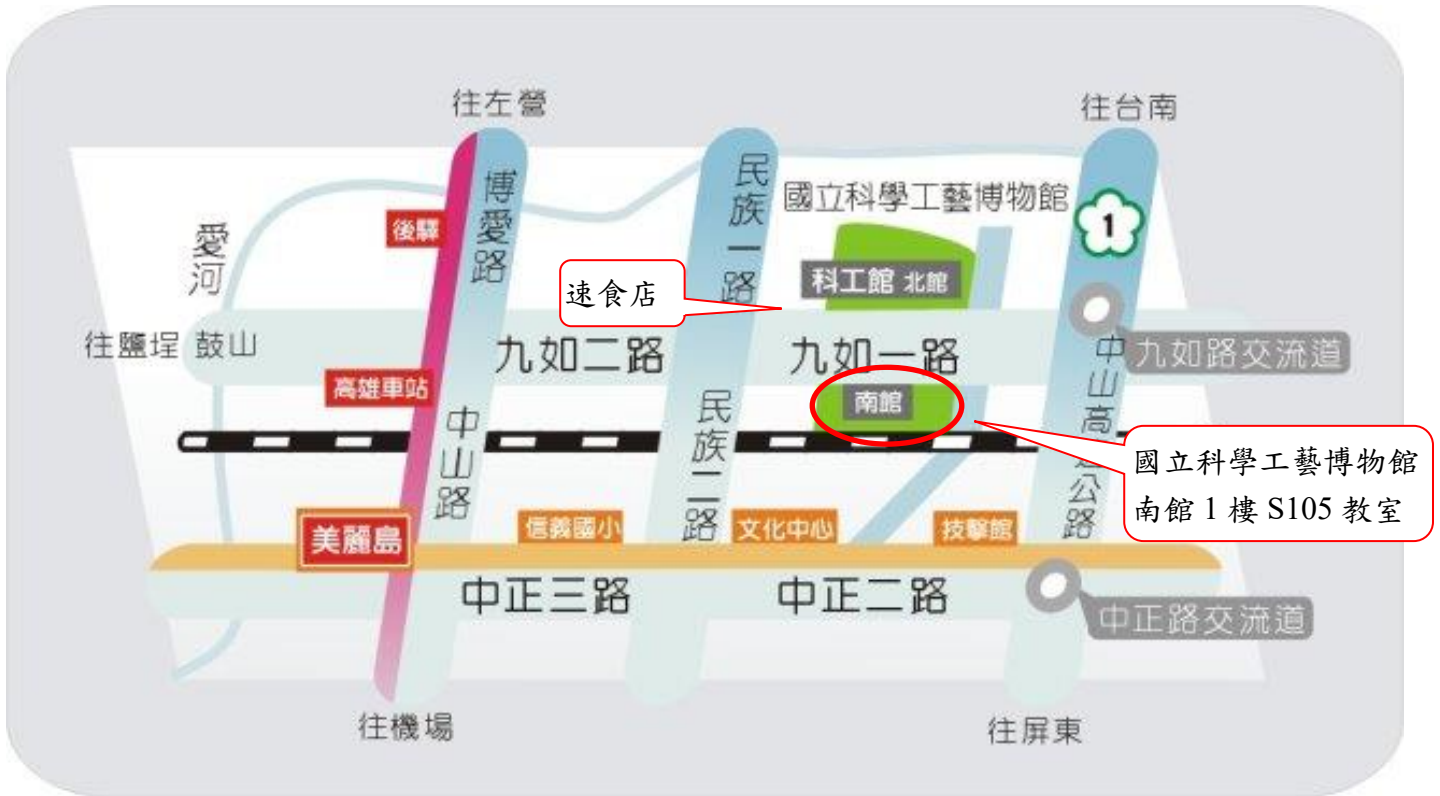 往左營
往台南
博愛路
民族一路
國立科學工藝博物館
1
後驛
愛河
科工館 北館
速食店
往鹽埕 鼓山
九如二路
九如一路
九如路交流道
高雄車站
南館
中山路
民族二路
中山高速公路
國立科學工藝博物館
南館 1 樓 S105 教室
美麗島
信義國小
文化中心
技擊館
中正三路
中正二路
中正路交流道
往機場
往屏東